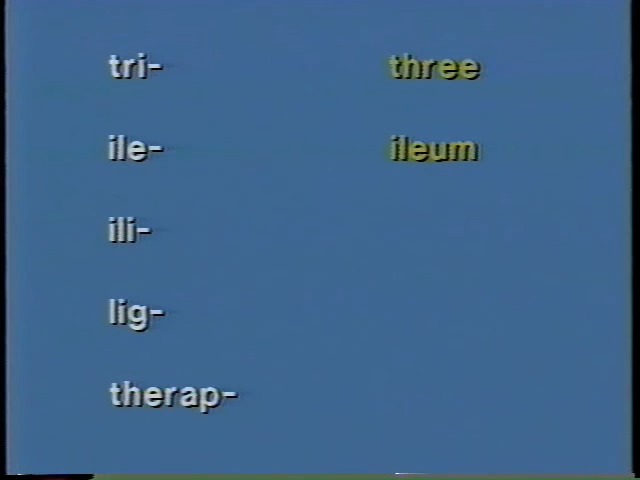 tri- three
ile- ileum
ili-
lig-
therap-